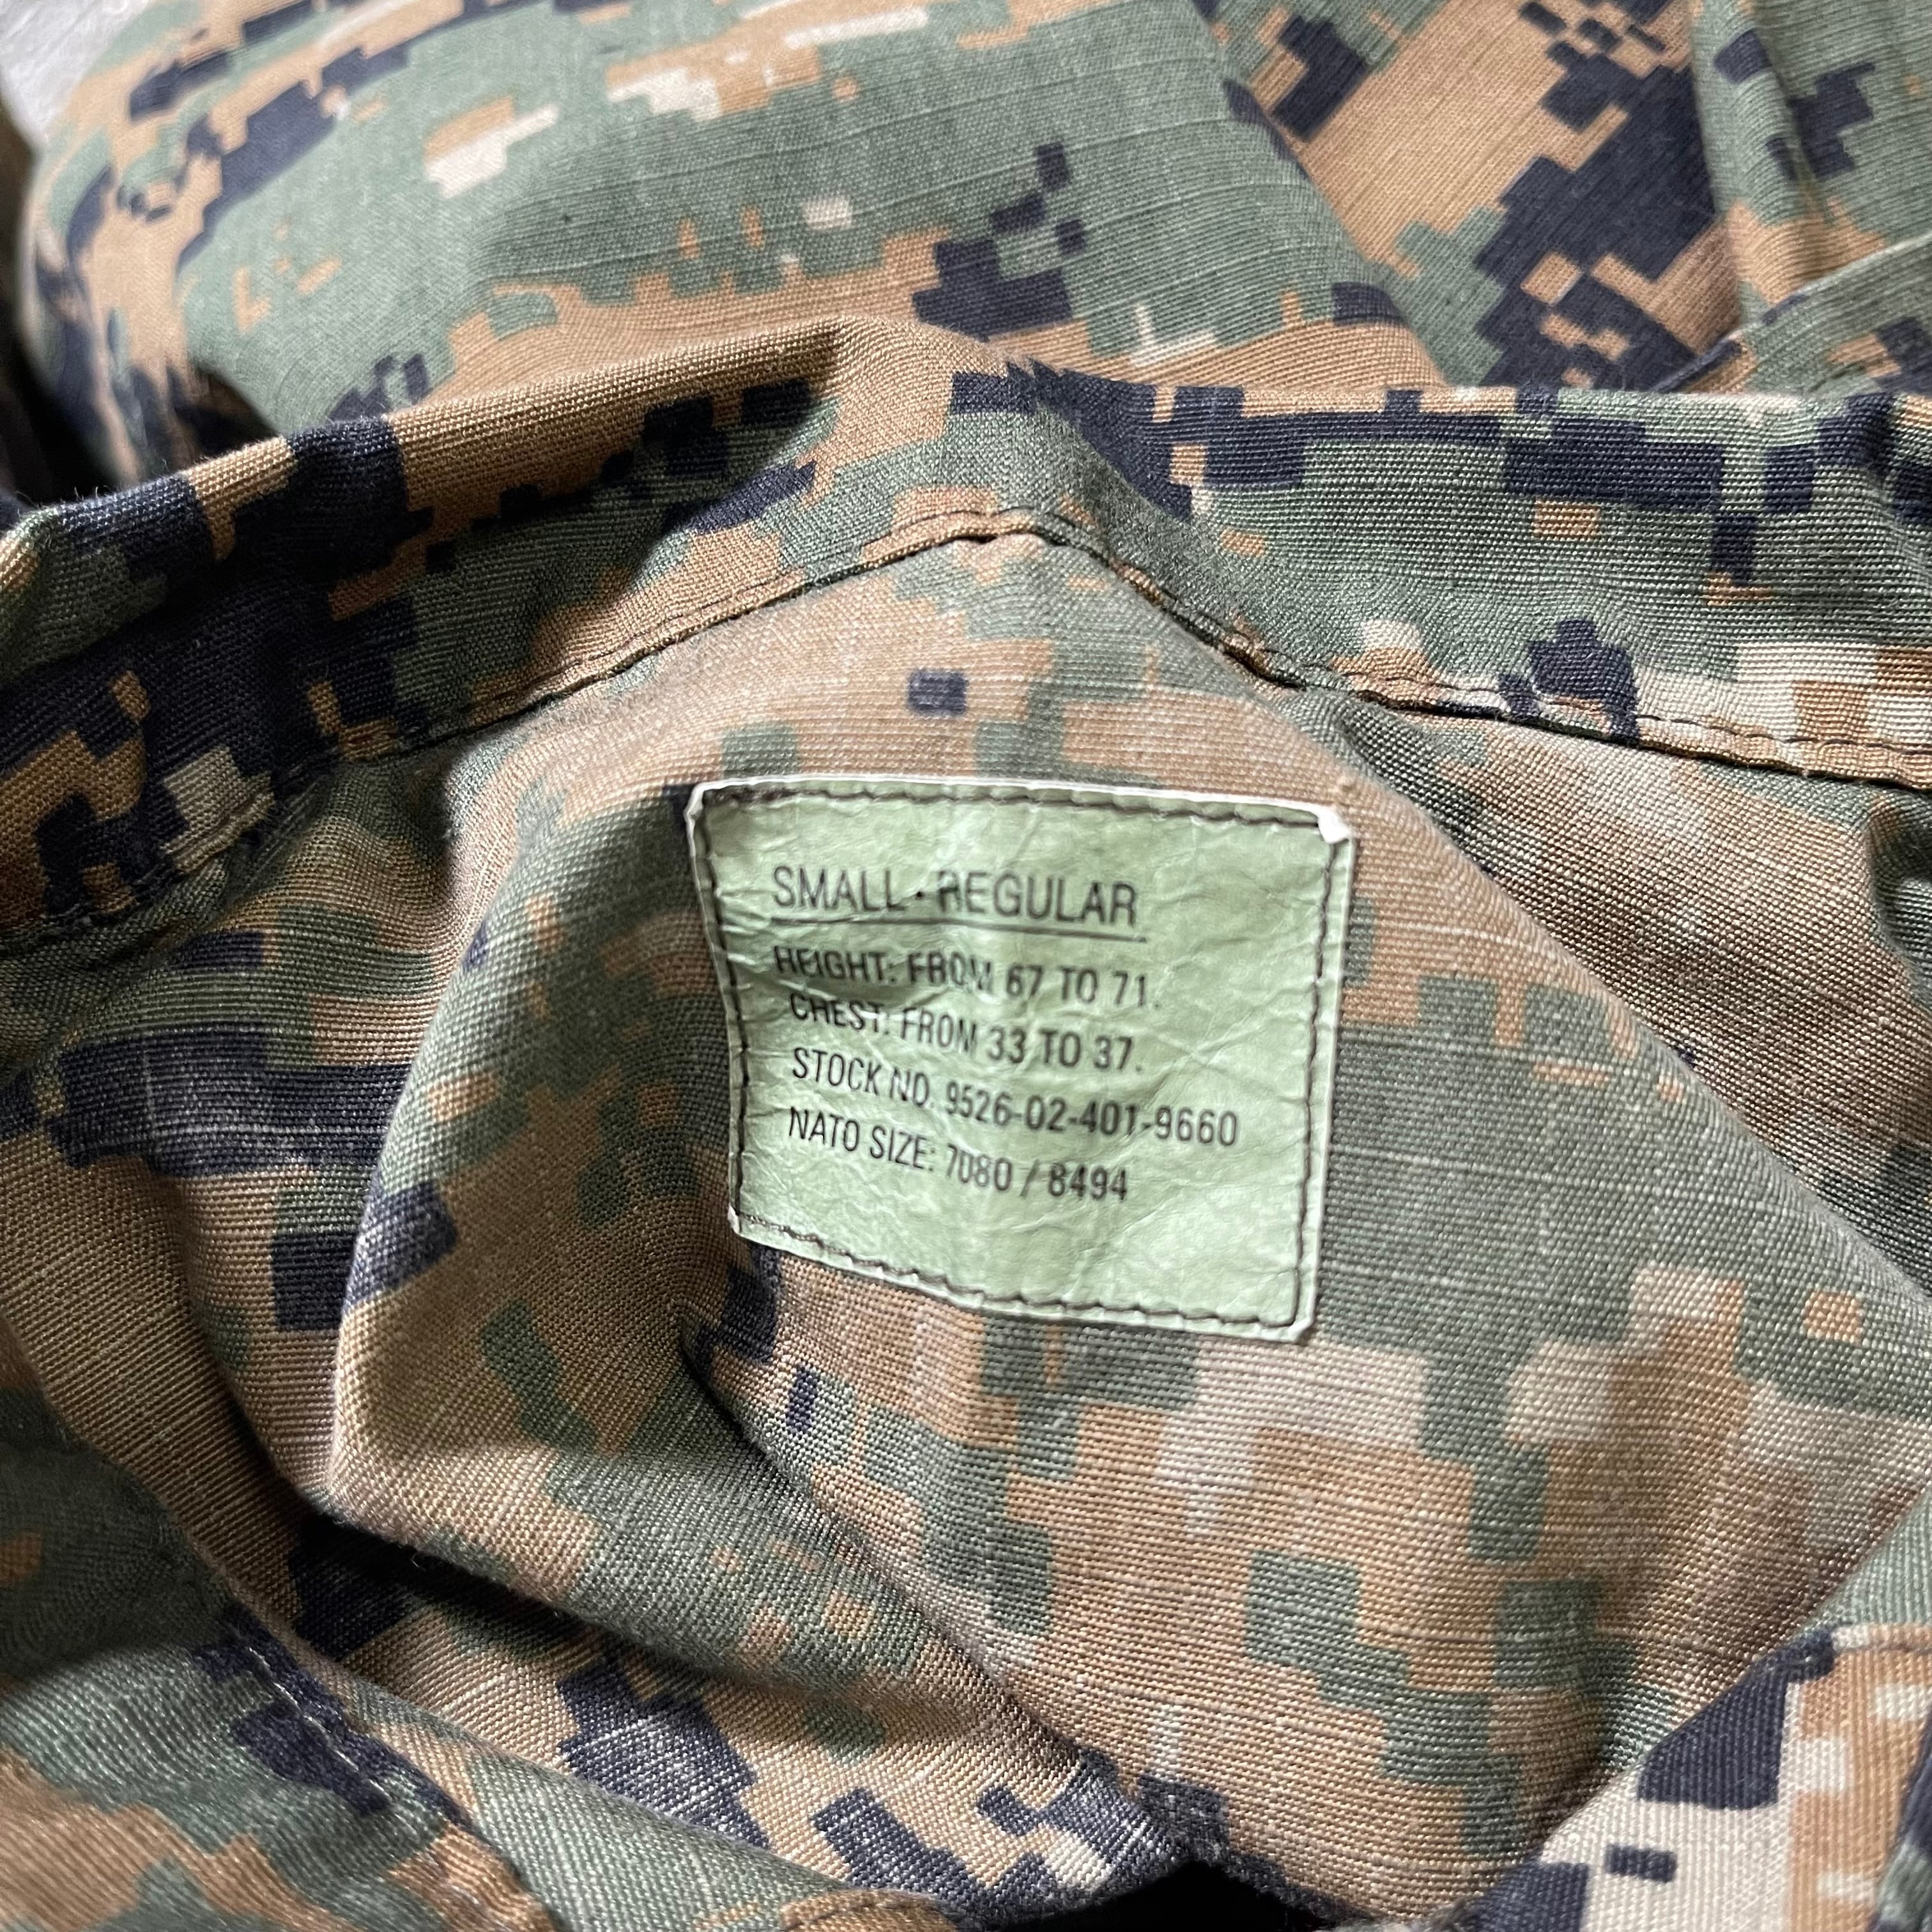 SMALL · REGULAR
HEIGHT: FROM 67 TO 71.
CHEST: FROM 33 TO 37.
STOCK NO. 9526-02-401-9660
NATO SIZE: 7080 / 8494